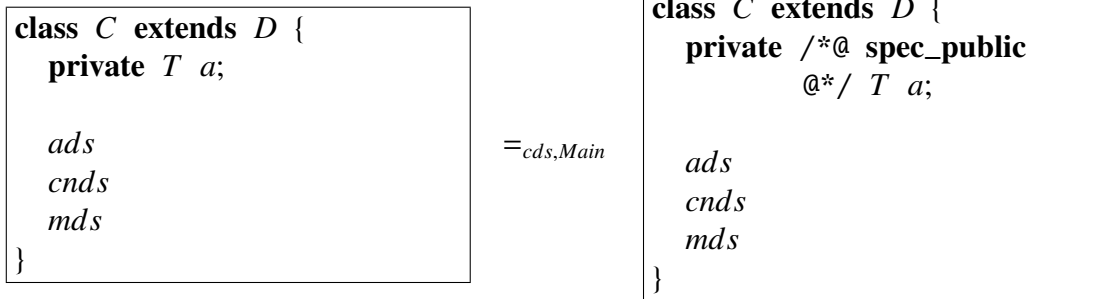 class C extends D {
private T a;
ads
cnds
mds
}
=cds,Main
class C extends D {
private /*@ spec_public
@*/ T a;
ads
cnds
mds
}